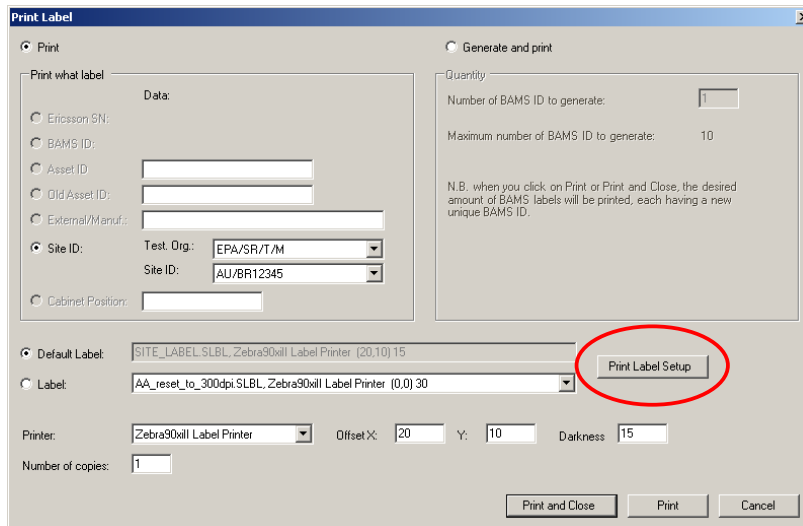 Print Label
Print
Generate and print
Print what label
Data:
Ericsson SN:
BAMS ID:
Asset ID
Old Asset ID:
External/Manuf.:
Site ID:
Test. Org.:
EPA/SR/T/M
Site ID:
AU/BR12345
Cabinet Position:
Quantity
Number of BAMS ID to generate:
1
Maximum number of BAMS ID to generate:
10
N.B. when you click on Print or Print and Close, the desired
amount of BAMS labels will be printed, each having a new
unique BAMS ID.
Default Label:
SITE_LABEL.SLBL, Zebra90xiII Label Printer (20,10) 15
Print Label Setup
Label:
AA_reset_to_300dpi.SLBL, Zebra90xiII Label Printer (0,0) 30
Printer:
Zebra90xiII Label Printer
Offset X:
20
Y:
10
Darkness
15
Number of copies:
1
Print and Close
Print
Cancel